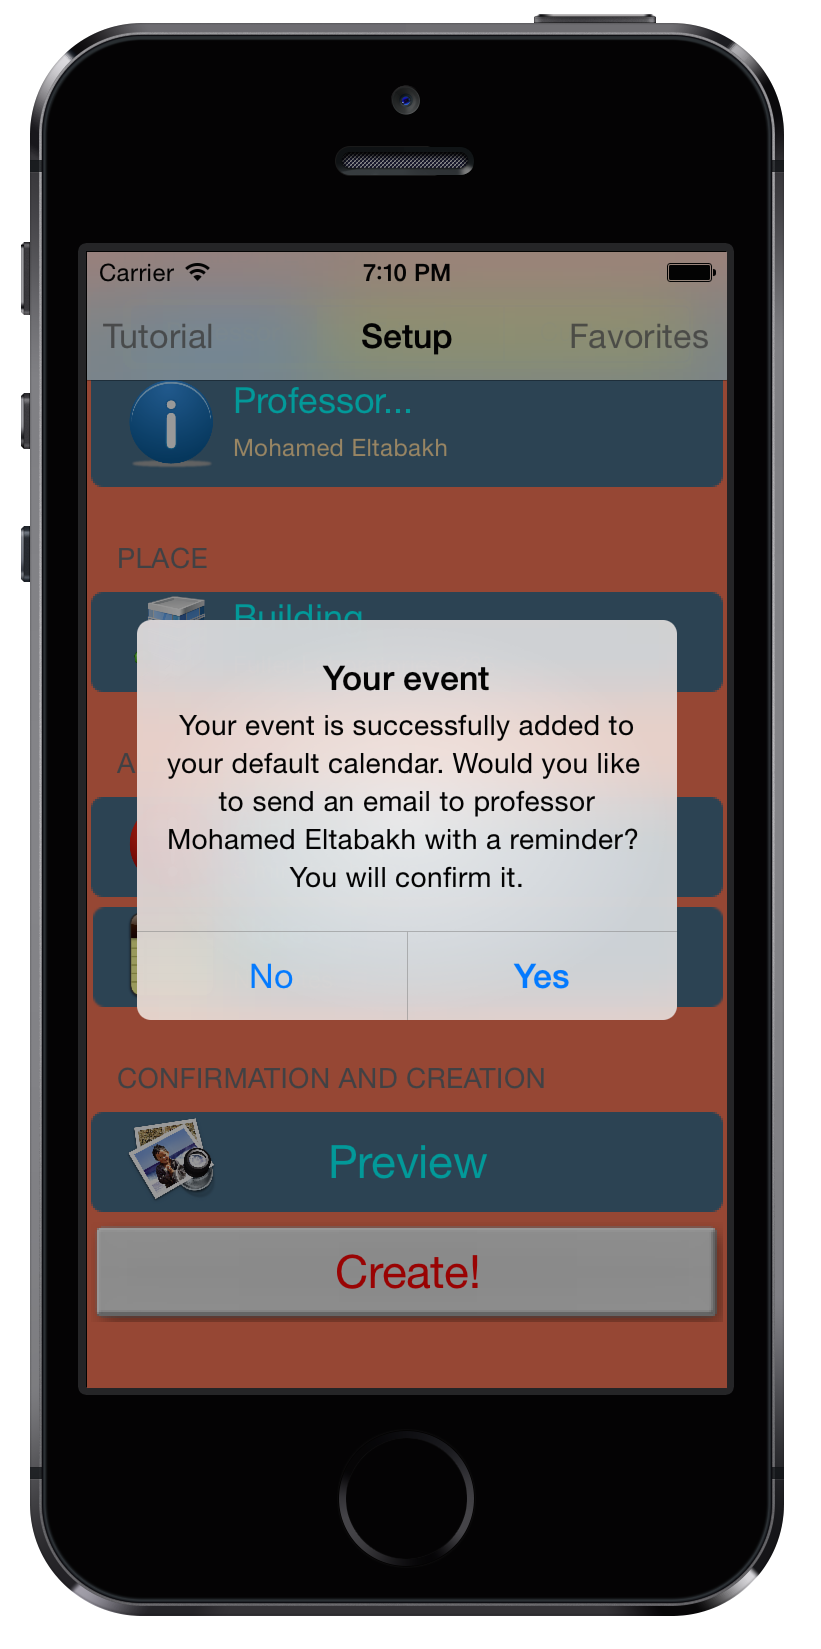 Carrier 7:10 PM
Tutorial Setup Favorites
Professor...
Mohamed Eltabakh
PLACE
Building
Your event
Your event is successfully added to
your default calendar. Would you like
to send an email to professor
Mohamed Eltabakh with a reminder?
You will confirm it.
No Yes
CONFIRMATION AND CREATION
Preview
Create!